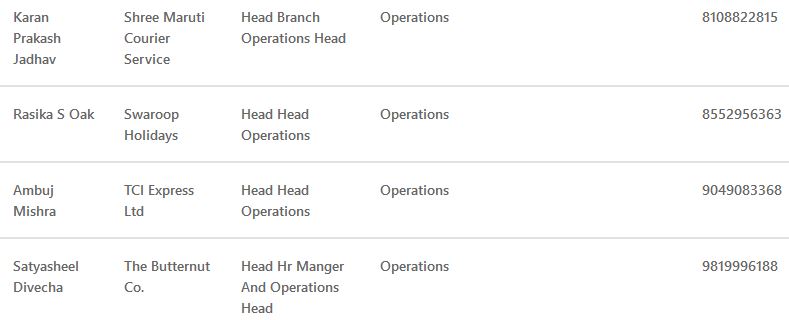 Karan Shree Maruti Head Branch Operations 8108822815
Prakash Courier Operations Head
Jadhav Service
Rasika S Oak Swaroop Head Head Operations 8552956363
Holidays Operations
Ambuj TCI Express Head Head Operations 9049083368
Mishra Ltd Operations
Satyasheel The Butternut Head Hr Manger Operations 9819996188
Divecha Co. And Operations
Head